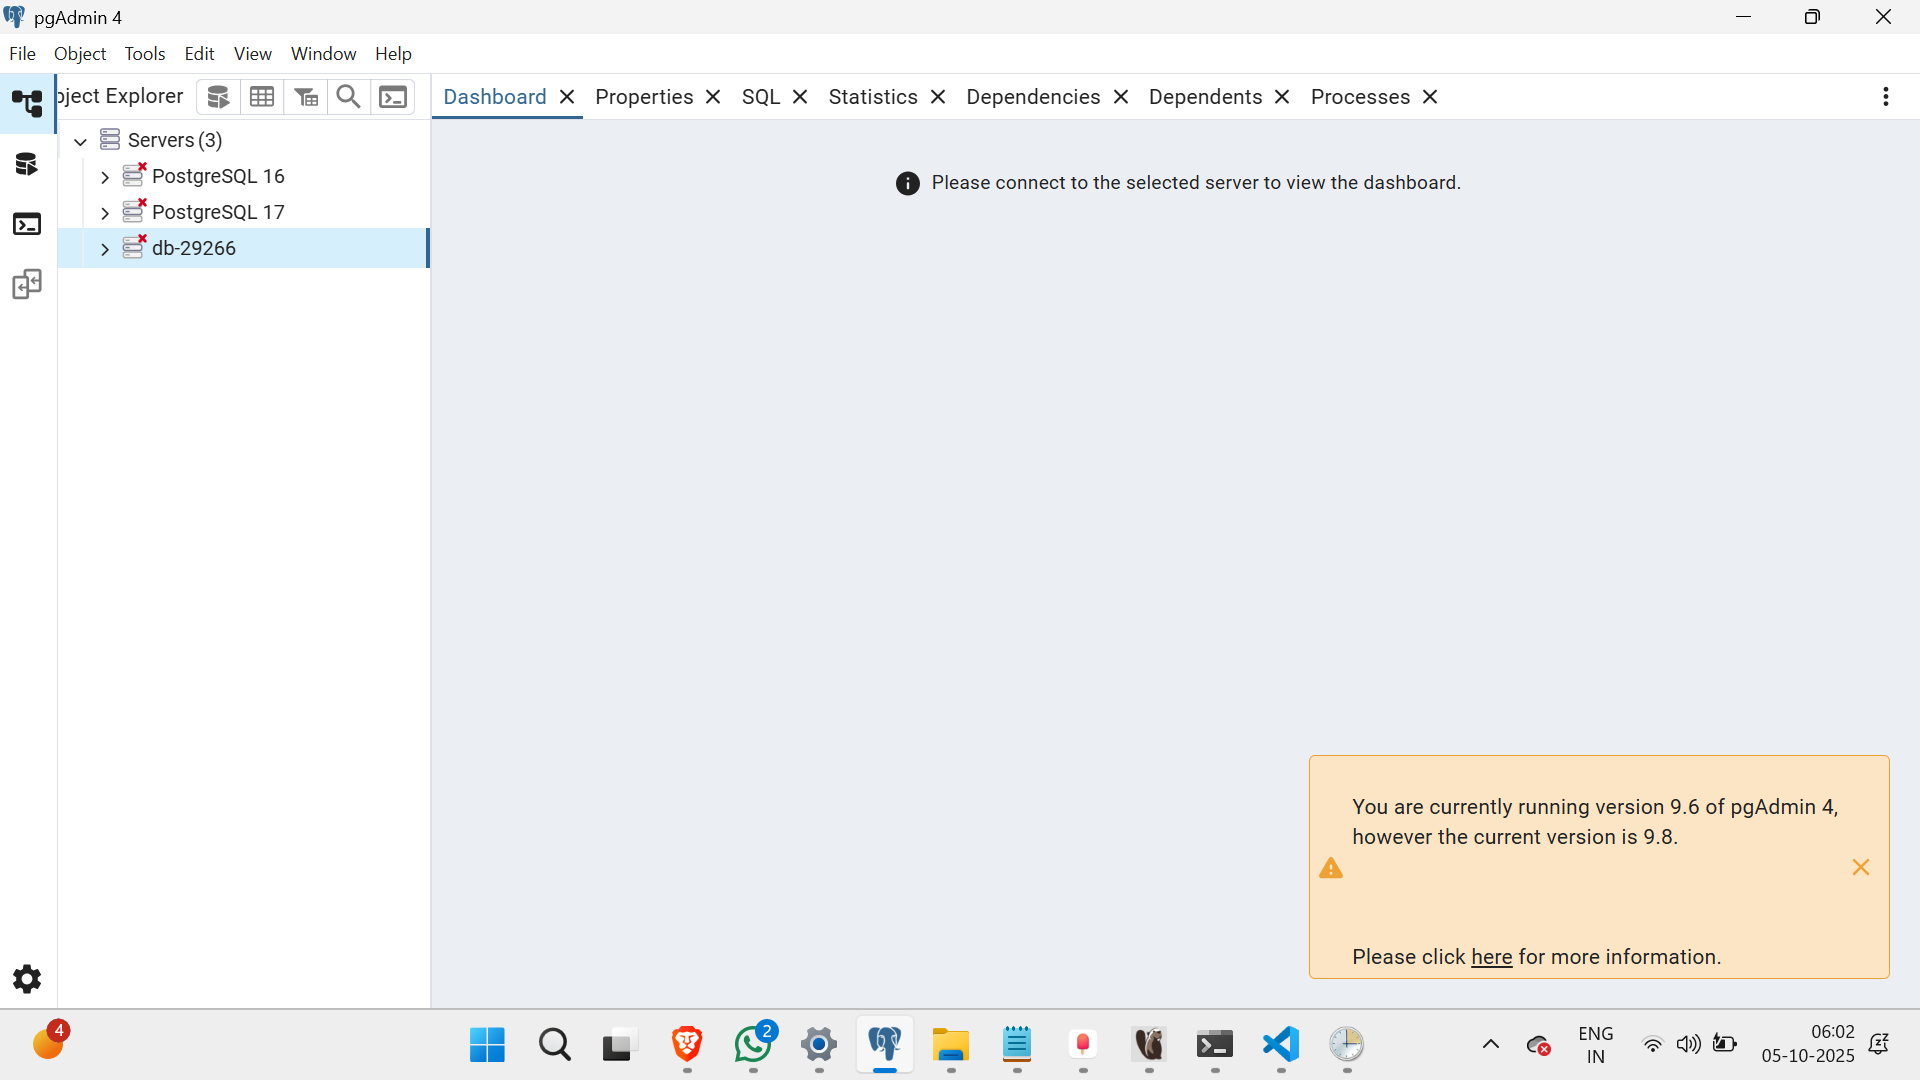 pgAdmin 4
File Object Tools Edit View Window Help
bject Explorer
Dashboard Properties SQL Statistics Dependencies Dependents Processes
Servers (3)
PostgreSQL 16
PostgreSQL 17
db-29266
Please connect to the selected server to view the dashboard.
You are currently running version 9.6 of pgAdmin 4,
however the current version is 9.8.
Please click here for more information.
4
2
ENG
IN
06:02
05-10-2025